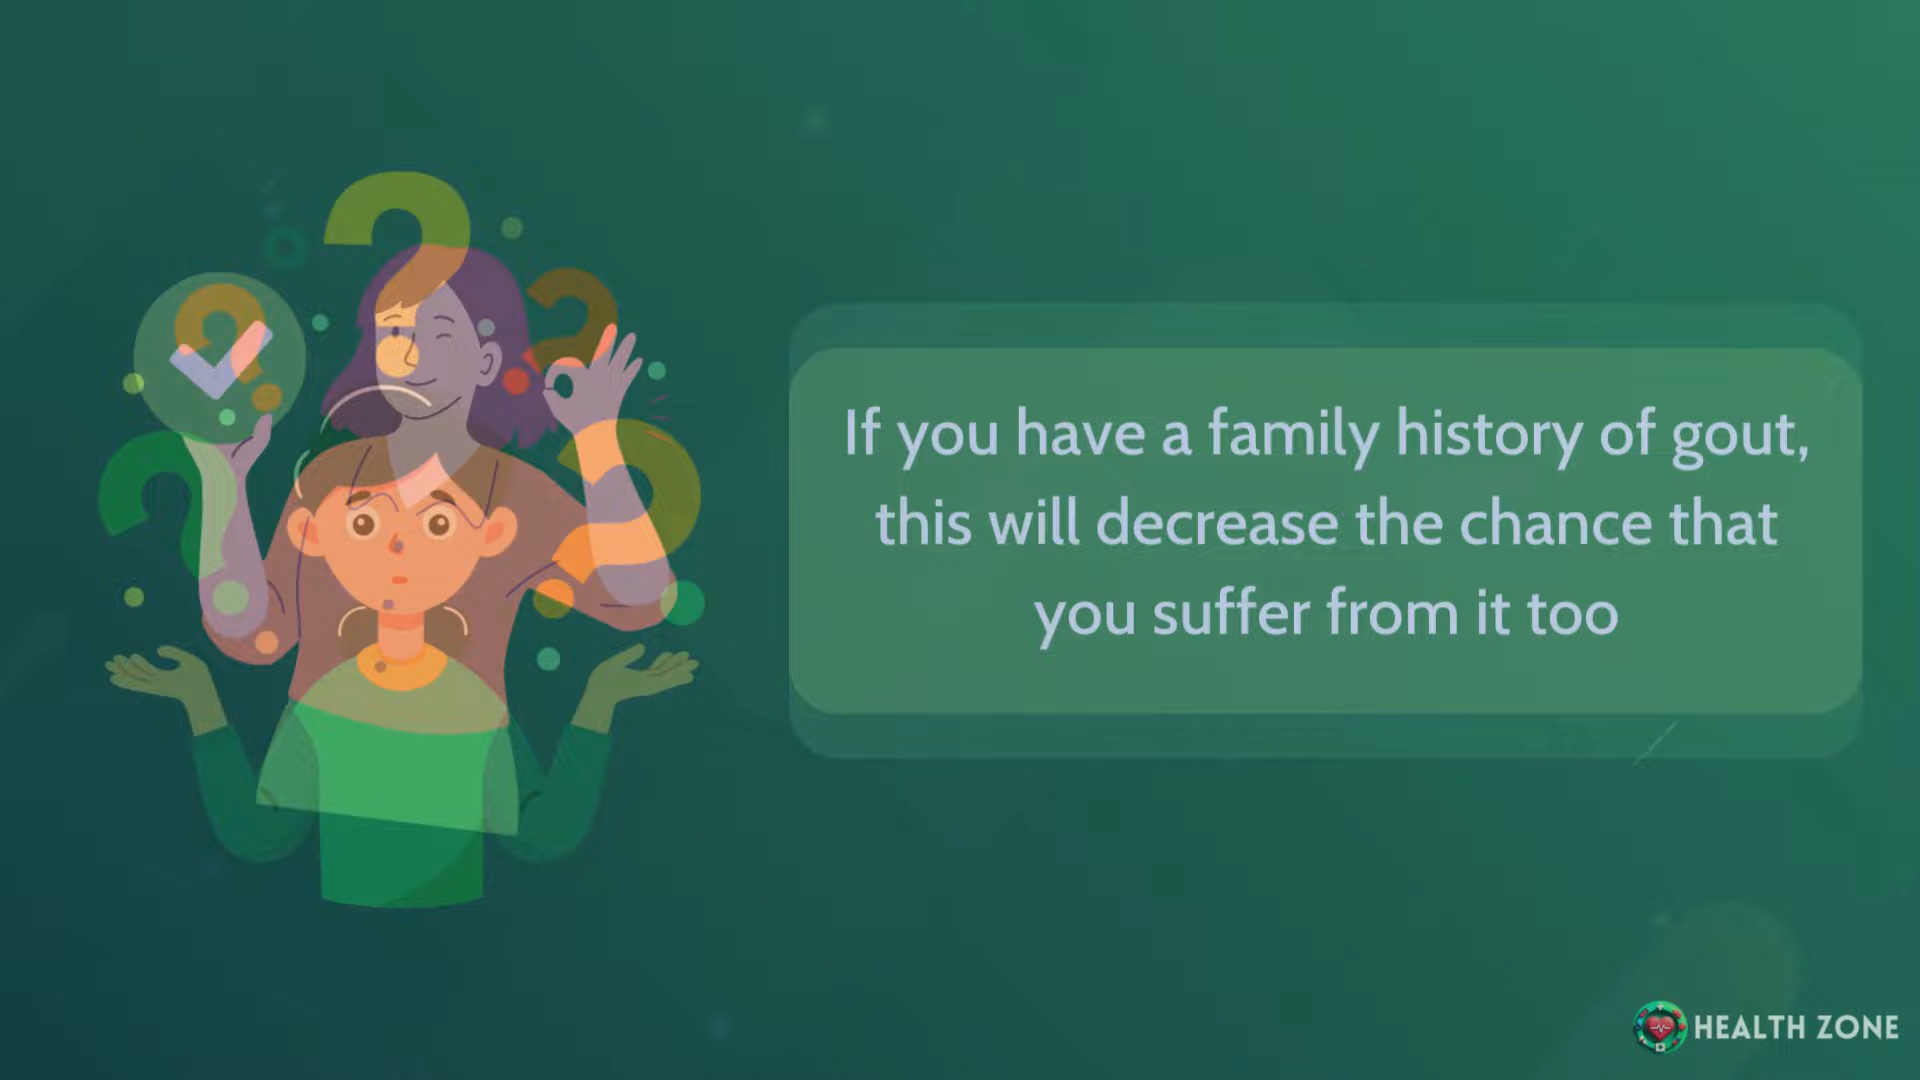 If you have a family history of gout,
this will decrease the chance that
you suffer from it too
HEALTH ZONE